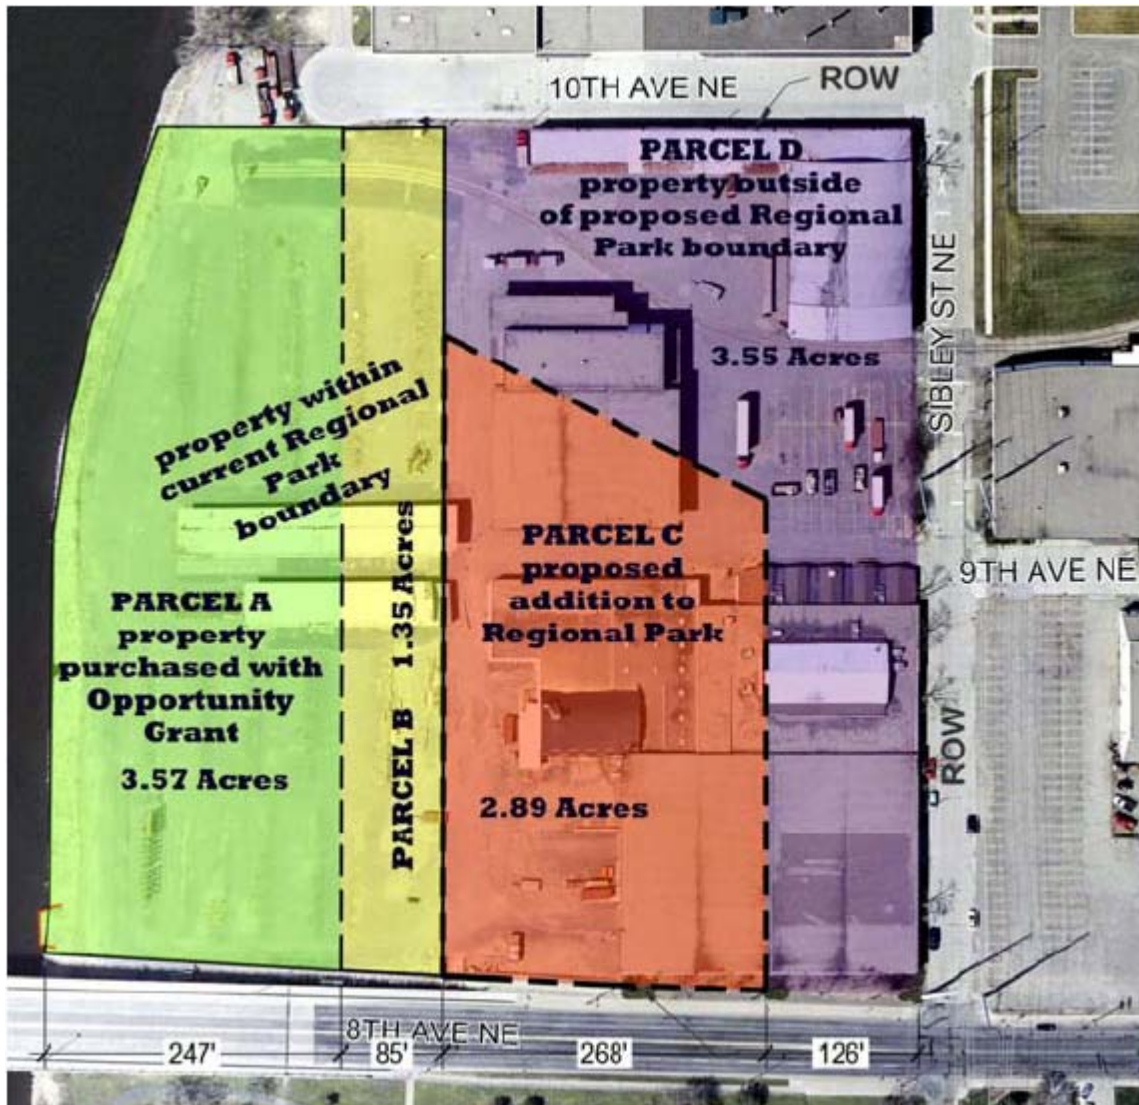 10TH AVE NE
ROW
PARCEL D
property outside
of proposed Regional
Park boundary
3.55 Acres
SIBLEY ST NE
property within
current Regional
Park
boundary
PARCEL A
property
purchased with
Opportunity
Grant
3.57 Acres
PARCEL B 1.35 Acres
PARCEL C
proposed
addition to
Regional Park
2.89 Acres
9TH AVE NE
ROW
8TH AVE NE
247'
85'
268'
126'